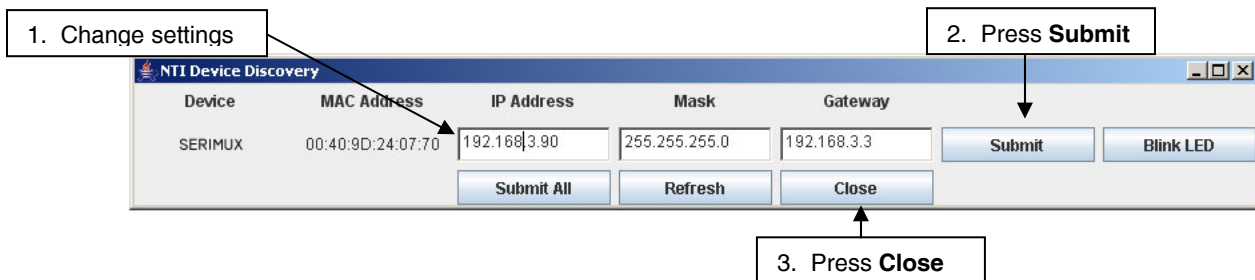 1. Change settings
2. Press Submit
NTI Device Discovery
Device MAC Address IP Address Mask Gateway
SERIMUX 00:40:9D:24:07:70 192.168.3.90 255.255.255.0 192.168.3.3 Submit Blink LED
Submit All Refresh Close
3. Press Close